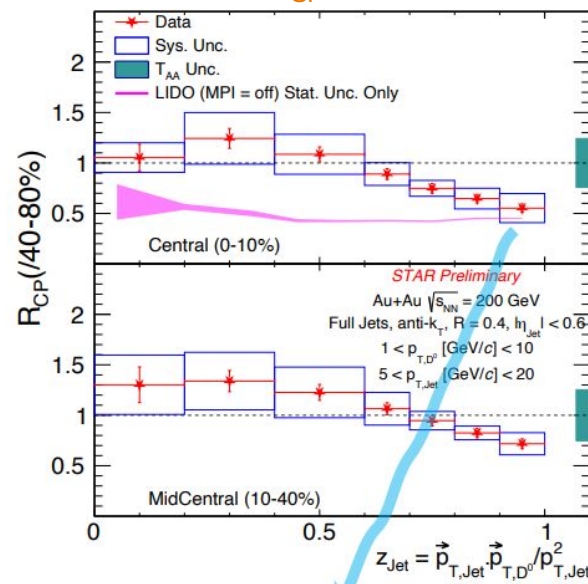 Data
Sys. Unc.
T_AA Unc.
LIDO (MPI = off) Stat. Unc. Only
2
1.5
1
0.5
Central (0-10%)
R_CP(/40-80%)
STAR Preliminary
Au+Au √s_NN = 200 GeV
Full Jets, anti-k_T, R = 0.4, |η_Jet| < 0.6
1 < p_T,D⁰ [GeV/c] < 10
5 < p_T,Jet [GeV/c] < 20
2
1.5
1
0.5
MidCentral (10-40%)
0 0.5 1
z_Jet = p⃗_T,Jet.p⃗_T,D⁰/p²_T,Jet